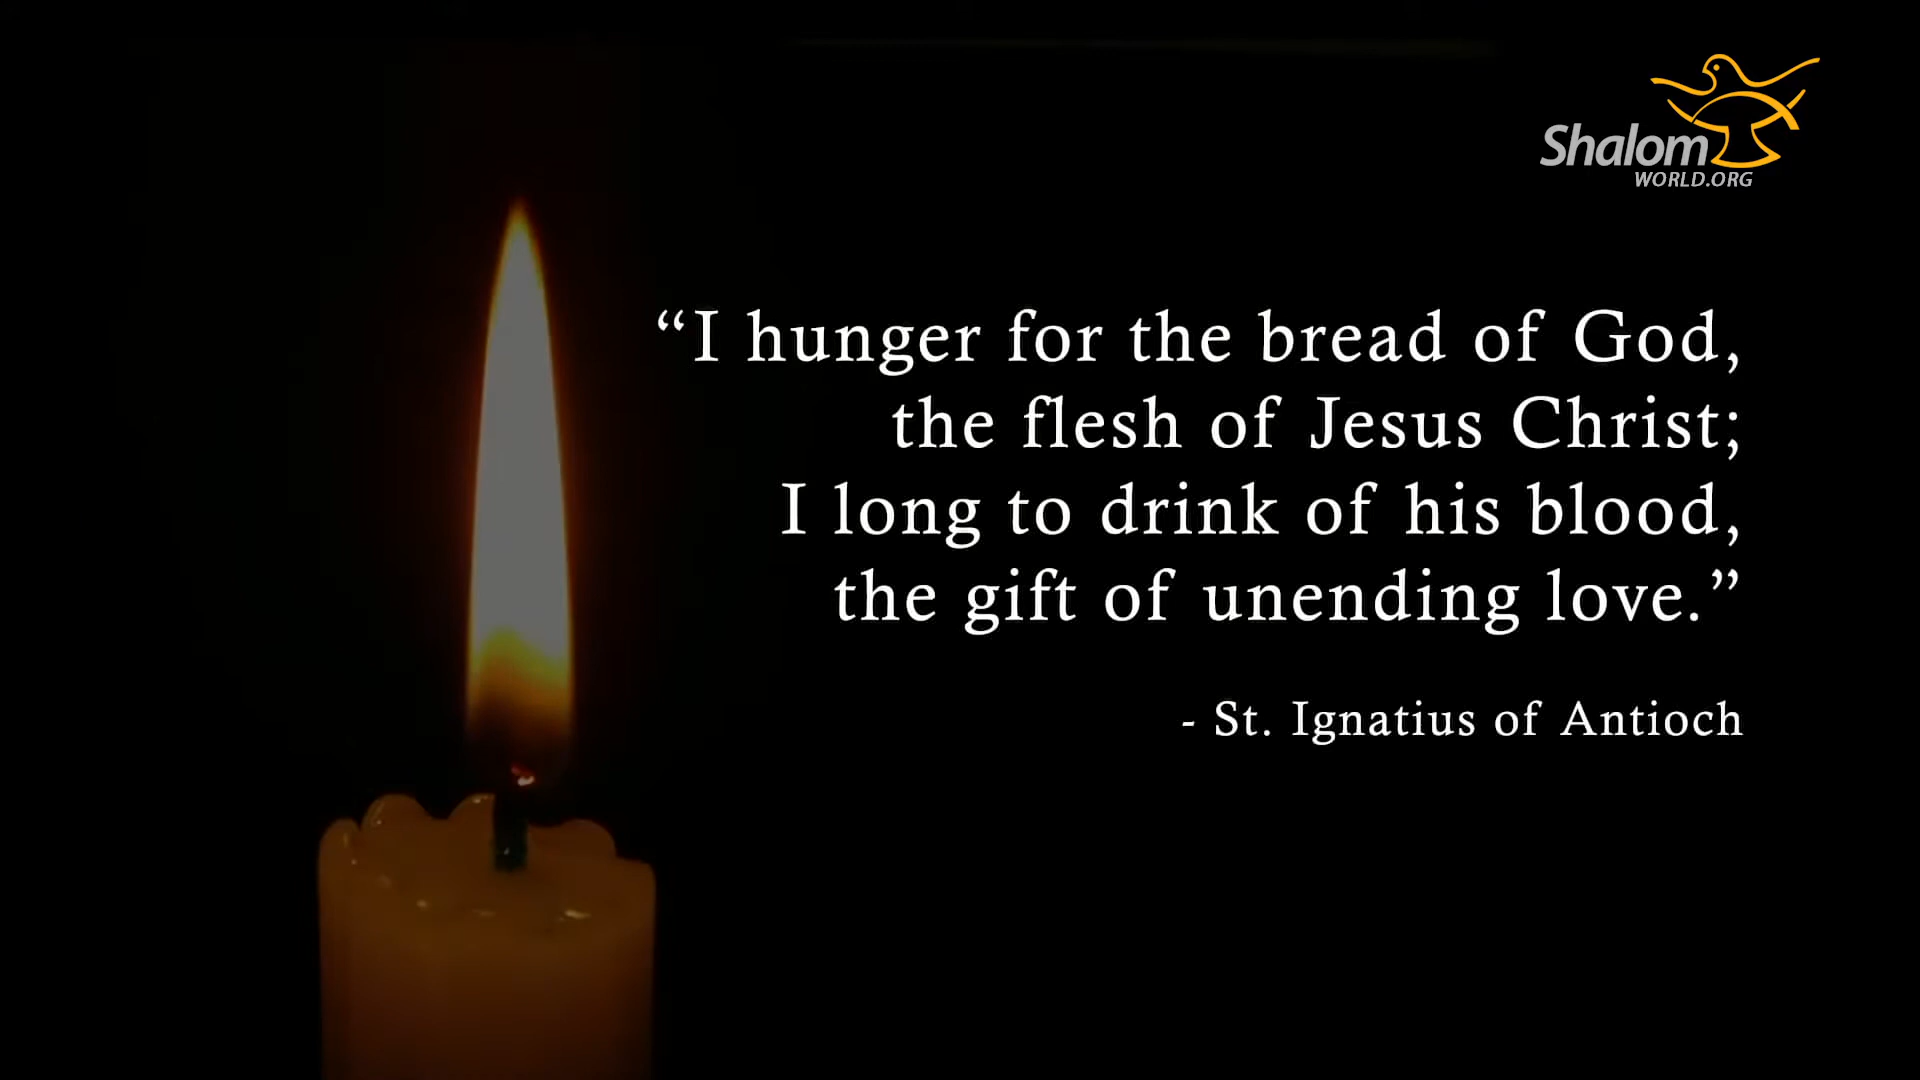 Shalom
WORLD.ORG
“I hunger for the bread of God,
the flesh of Jesus Christ;
I long to drink of his blood,
the gift of unending love.”
- St. Ignatius of Antioch